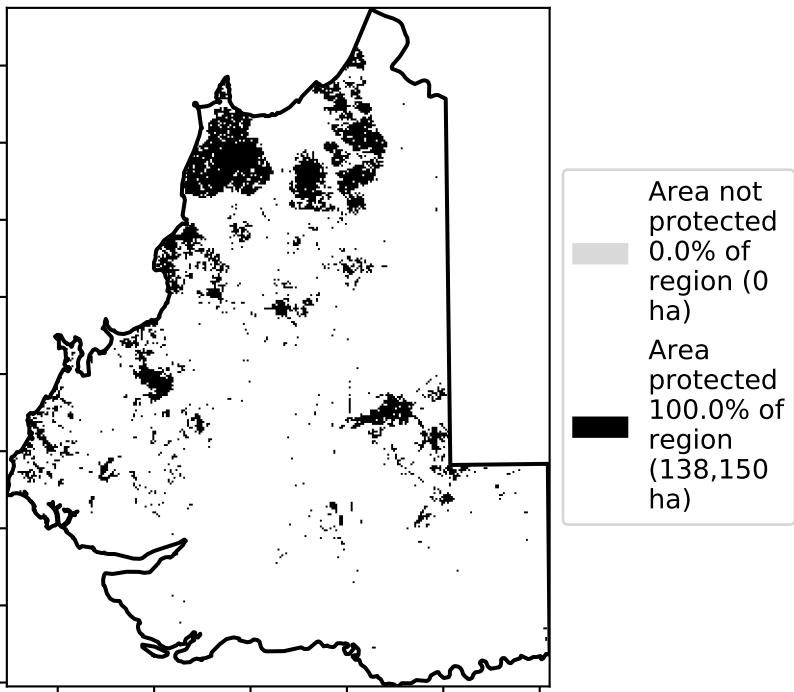 Area not
protected
0.0% of
region (0
ha)
Area
protected
100.0% of
region
(138,150
ha)